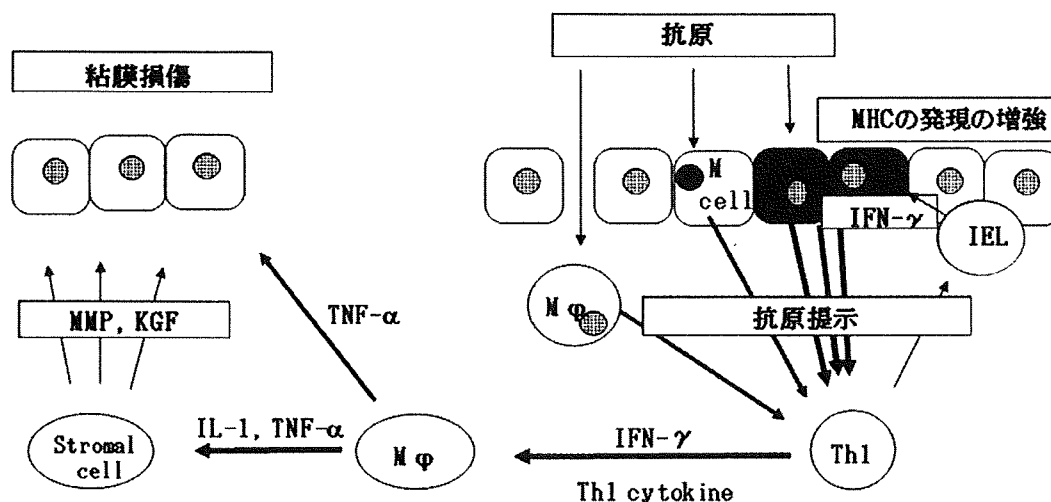 抗原
粘膜損傷
MHCの発現の増強
M
cell
IFN-γ
IEL
Mφ
抗原提示
MMP, KGF
TNF-α
IL-1, TNF-α
Stromal
cell
Mφ
IFN-γ
Th1
Th1 cytokine